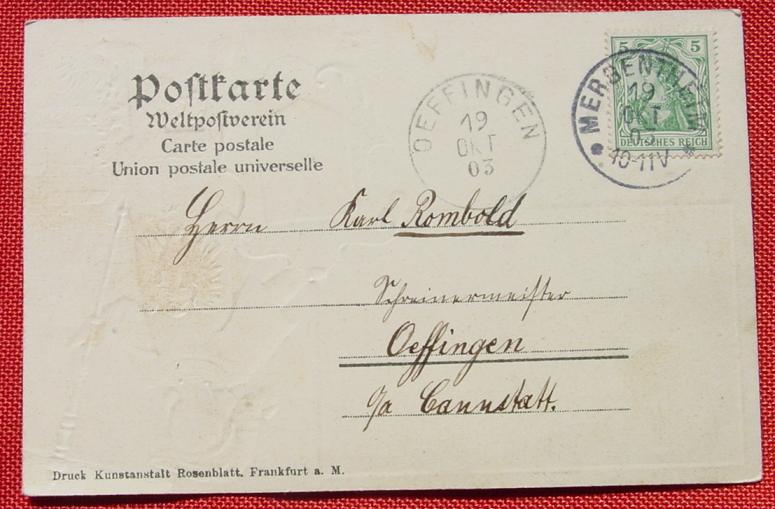 Postkarte
Weltpostverein
Carte postale
Union postale universelle
OEFFINGEN
19
OKT
03
5 5
DEUTSCHES REICH
MERGENTHEIM
19
OKT
03
10-11V
Herrn Karl Rombold
Schreinermeister
Oeffingen
Cannstatt.
Druck Kunstanstalt Rosenblatt, Frankfurt a. M.